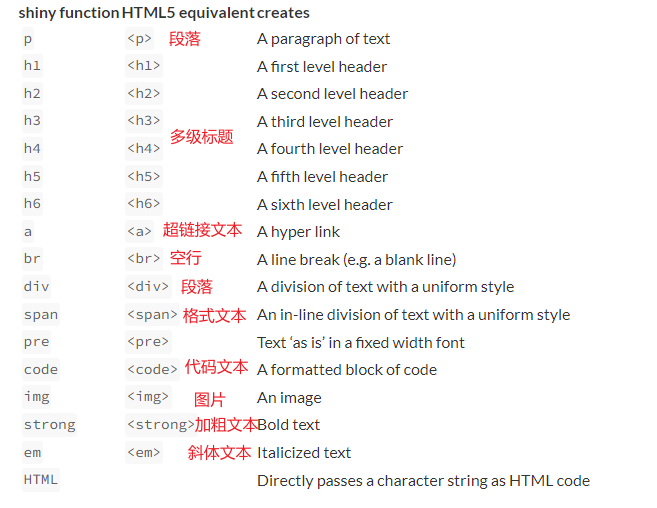 shiny function HTML5 equivalent creates
p <p> 段落 A paragraph of text
h1 <h1> A first level header
h2 <h2> A second level header
h3 <h3> A third level header
多级标题
h4 <h4> A fourth level header
h5 <h5> A fifth level header
h6 <h6> A sixth level header
a <a> 超链接文本 A hyper link
br <br> 空行 A line break (e.g. a blank line)
div <div> 段落 A division of text with a uniform style
span <span> 格式文本 An in-line division of text with a uniform style
pre <pre> Text ‘as is’ in a fixed width font
code <code> 代码文本 A formatted block of code
img <img> 图片 An image
strong <strong> 加粗文本 Bold text
em <em> 斜体文本 Italicized text
HTML Directly passes a character string as HTML code